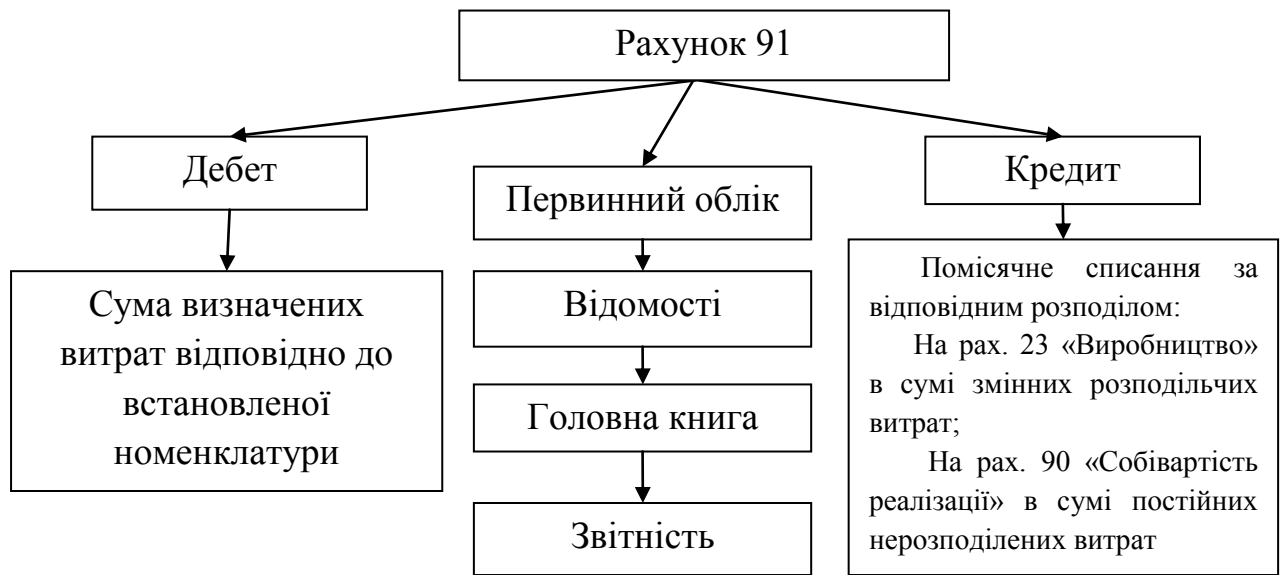 Рахунок 91
Дебет
Первинний облік
Кредит
Сума визначених
витрат відповідно до
встановленої
номенклатури
Відомості
Головна книга
Звітність
Помісячне списання за
відповідним розподілом:
На рах. 23 «Виробництво»
в сумі змінних розподільчих
витрат;
На рах. 90 «Собівартість
реалізації» в сумі постійних
нерозподілених витрат